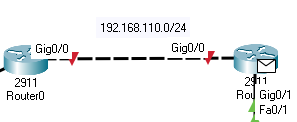 192.168.110.0/24
Gig0/0 Gig0/0
2911 2911
Router0 Rou Gig0/1
Fa0/1